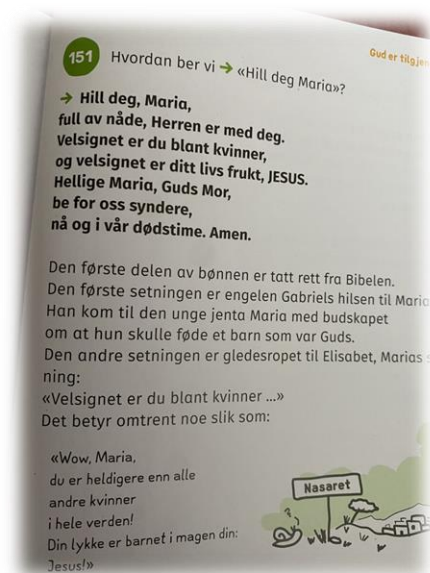 151 Hvordan ber vi → «Hill deg Maria»?
Gud er tilgjen
→ Hill deg, Maria,
full av nåde, Herren er med deg.
Velsignet er du blant kvinner,
og velsignet er ditt livs frukt, JESUS.
Hellige Maria, Guds Mor,
be for oss syndere,
nå og i vår dødstime. Amen.
Den første delen av bønnen er tatt rett fra Bibelen.
Den første setningen er engelen Gabriels hilsen til Maria
Han kom til den unge jenta Maria med budskapet
om at hun skulle føde et barn som var Guds.
Den andre setningen er gledesropet til Elisabet, Marias s
ning:
«Velsignet er du blant kvinner ...»
Det betyr omtrent noe slik som:
«Wow, Maria,
du er heldigere enn alle
andre kvinner
i hele verden!
Din lykke er barnet i magen din:
Jesus!»
Nasaret